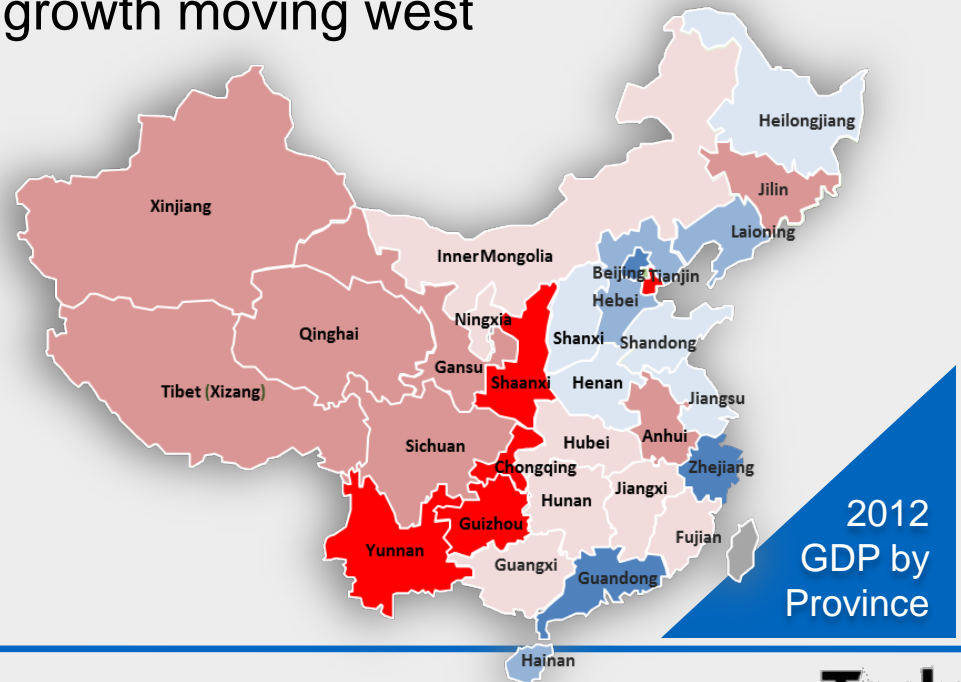 growth moving west
Heilongjiang
Jilin
Xinjiang
Laioning
InnerMongolia
Beijing
Tianjin
Hebei
Ningxia
Qinghai
Shanxi
Shandong
Gansu
Shaanxi
Henan
Tibet (Xizang)
Jiangsu
Anhui
Hubei
Sichuan
Chongqing
Zhejiang
Jiangxi
Hunan
Guizhou
Fujian
Yunnan
Guangxi
Guandong
2012
GDP by
Province
Hainan